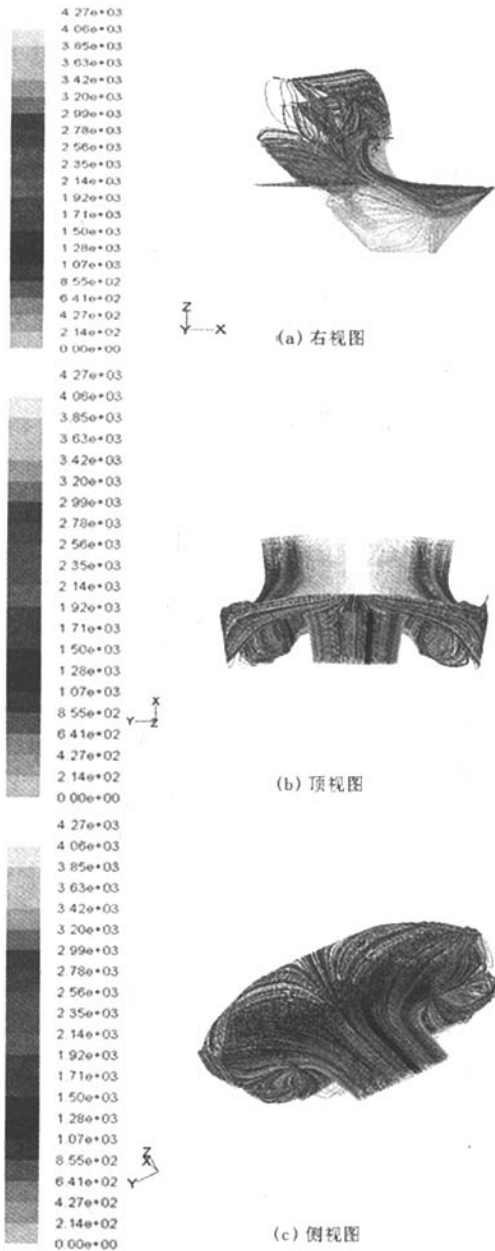 4 27e+03
4 06e+03
3 85e+03
3 63e+03
3 42e+03
3 20e+03
2 99e+03
2 78e+03
2 56e+03
2 35e+03
2 14e+03
1 92e+03
1 71e+03
1 50e+03
1 28e+03
1 07e+03
8 55e+02
6 41e+02
4 27e+02
2 14e+02
0 00e+00
Z
Y X
(a) 右视图
4 27e+03
4 06e+03
3.85e+03
3 63e+03
3 42e+03
3 20e+03
2 99e+03
2 78e+03
2 56e+03
2 35e+03
2 14e+03
1 92e+03
1 71e+03
1 50e+03
1 28e+03
1 07e+03
8 55e+02
6 41e+02
4 27e+02
2 14e+02
0 00e+00
X
Y Z
(b) 顶视图
4 27e+03
4 06e+03
3 85e+03
3 63e+03
3 42e+03
3 20e+03
2 99e+03
2 78e+03
2 56e+03
2 35e+03
2 14e+03
1 92e+03
1 71e+03
1 50e+03
1 28e+03
1 07e+03
8 55e+02
6 41e+02
4 27e+02
2 14e+02
0 00e+00
Z
X
Y
(c) 侧视图